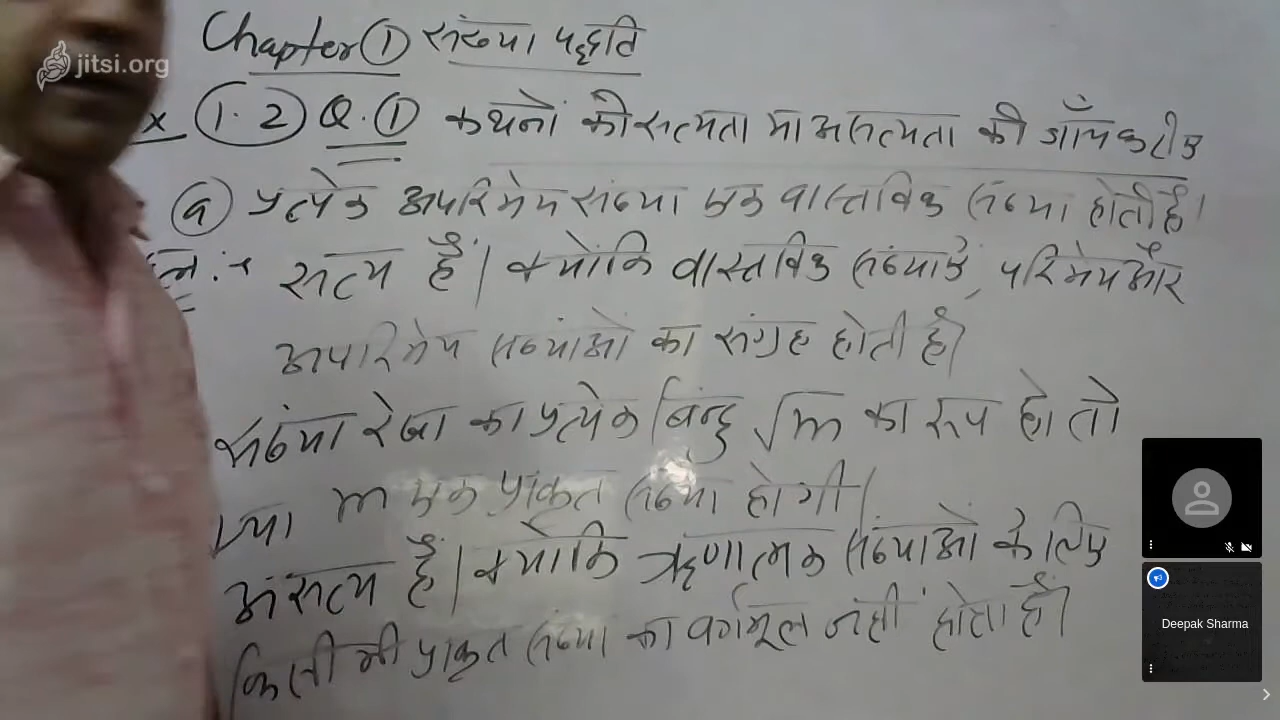 jitsi.org
Chapter ① संख्या पद्धति
x 1.2 Q.① कथनों की सत्यता या असत्यता की जाँच कीजिए
(a) प्रत्येक अपरिमेय संख्या एक वास्तविक संख्या होती है।
सत्य है। क्योंकि वास्तविक संख्याऐं, परिमेय और
अपरिमेय संख्यांओं का संग्रह होती है।
संख्या रेखा का प्रत्येक बिन्दु √m का रूप हो तो
m एक प्राकृत संख्या होगी।
असत्य है। क्योंकि ऋणात्मक संख्याओं के लिए
किसी भी प्राकृत संख्या का वर्गमूल नहीं होता है।
Deepak Sharma